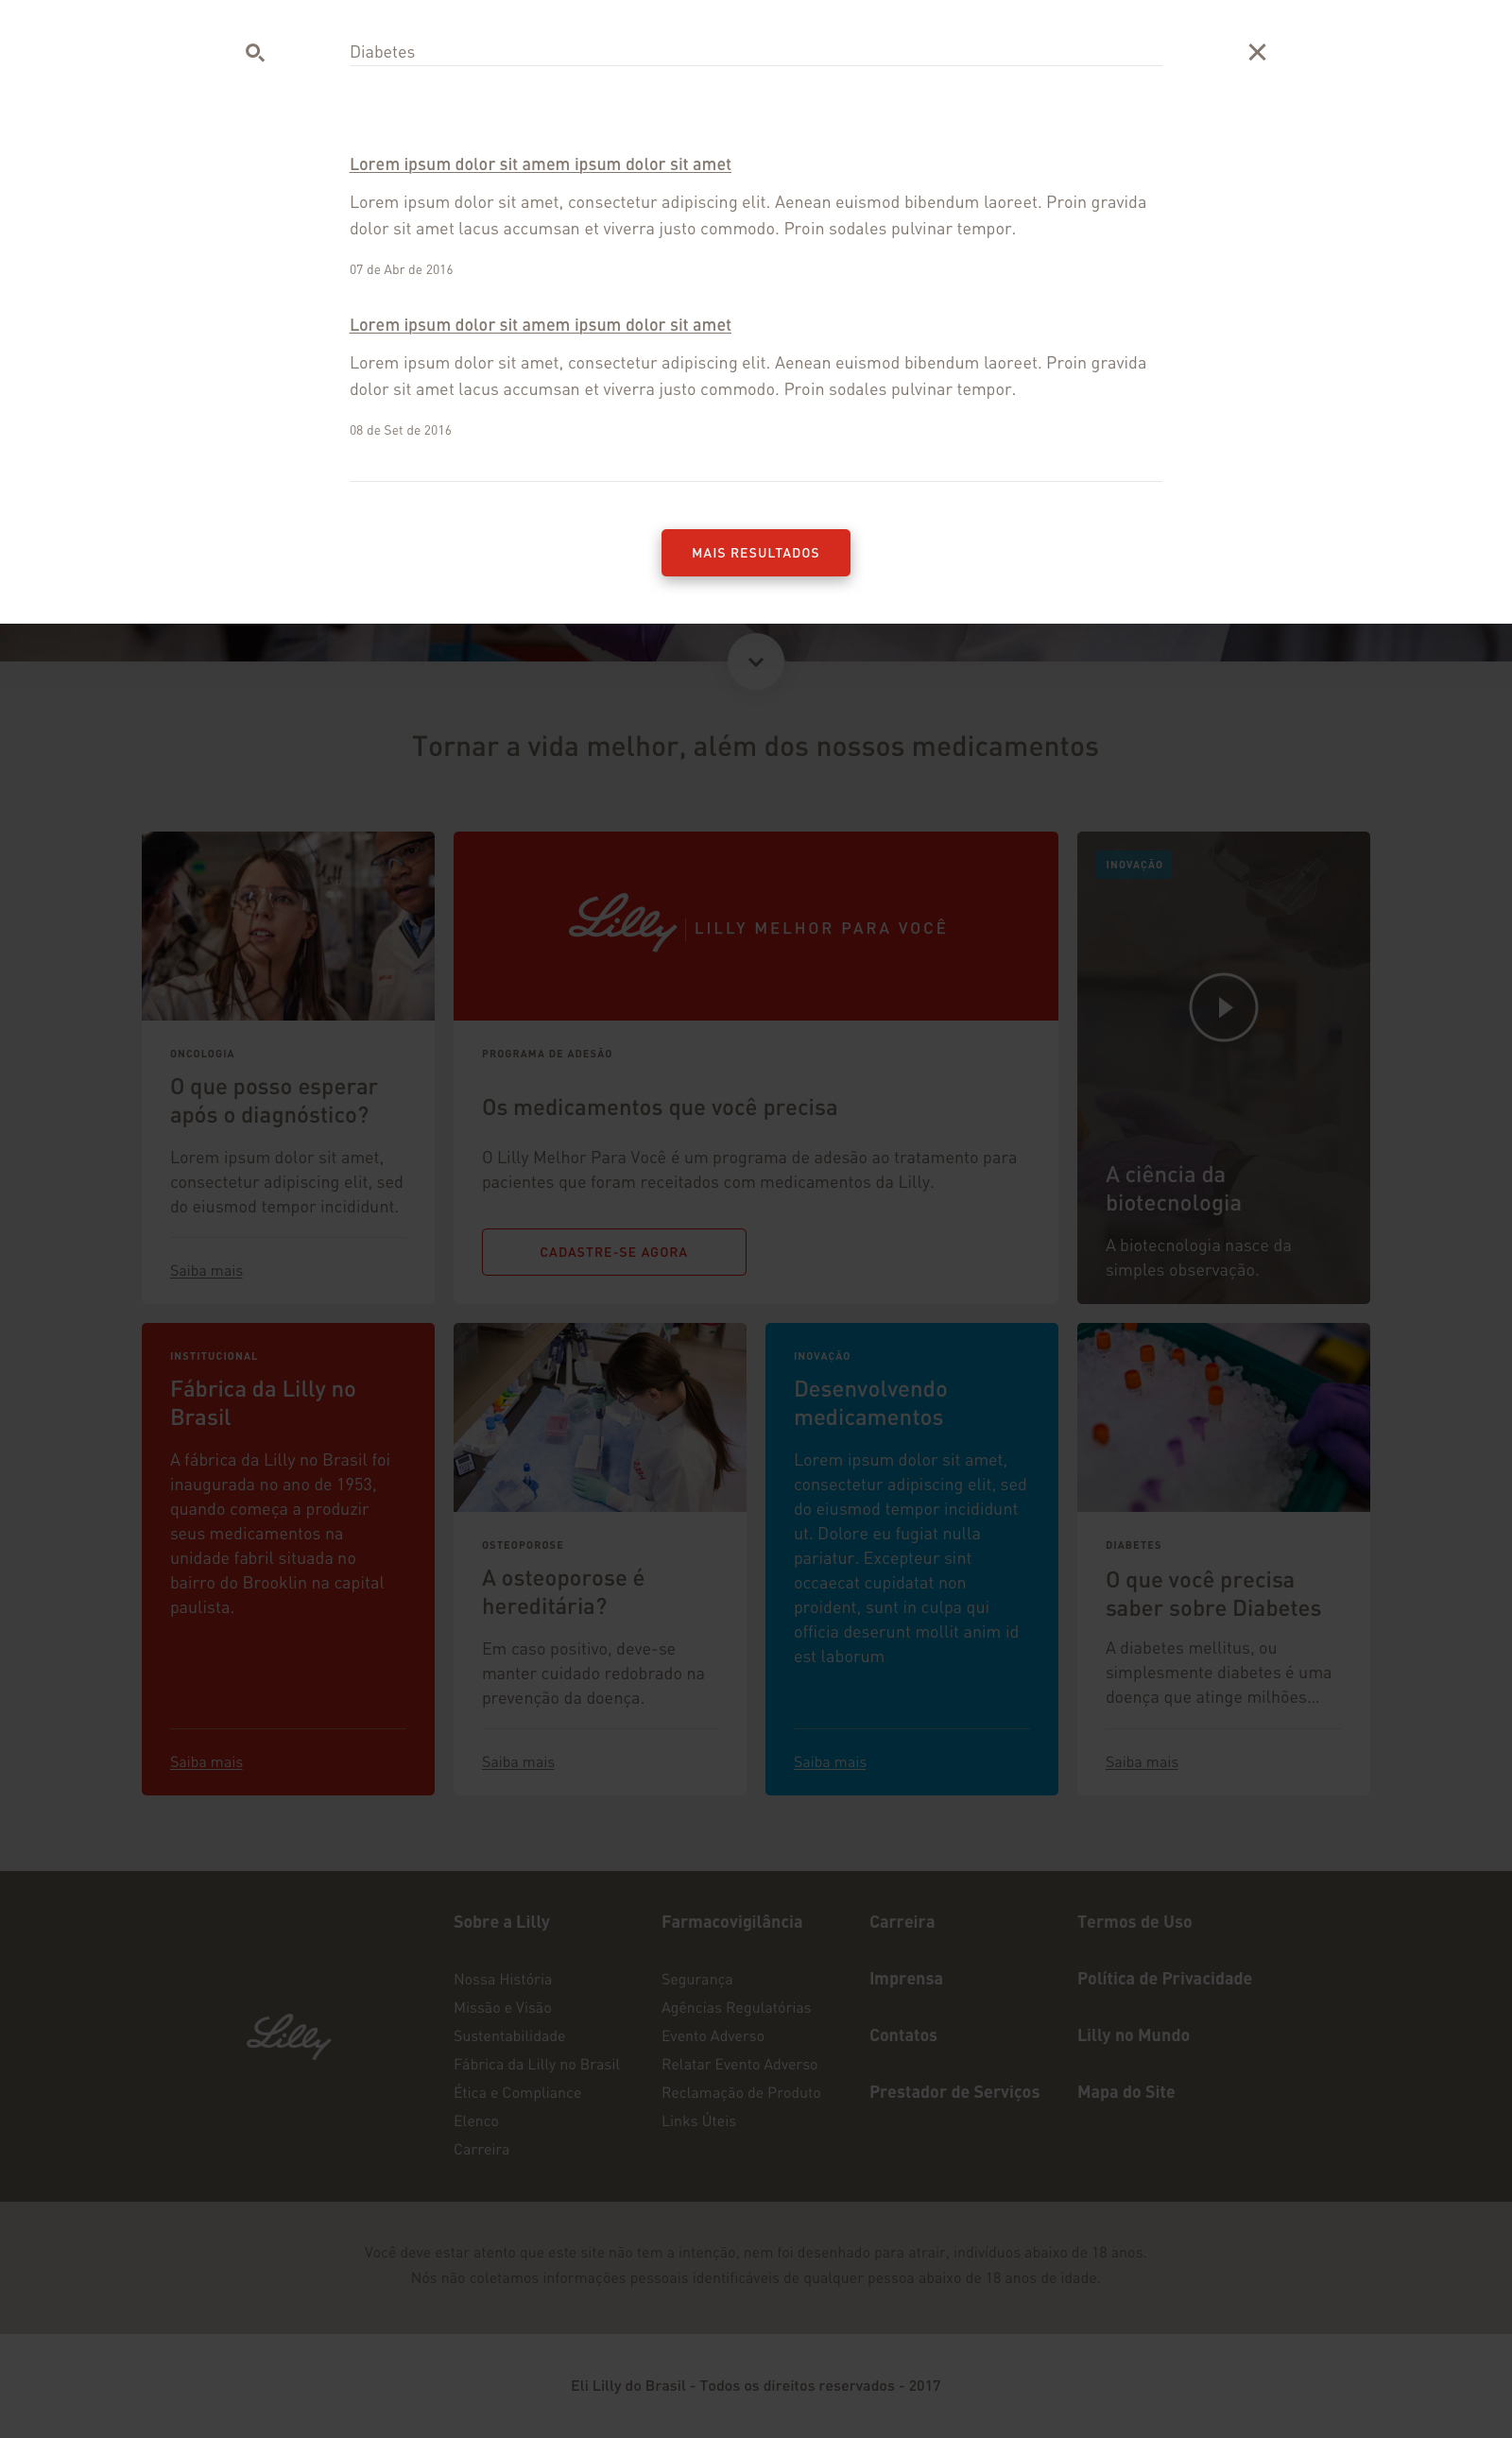 Diabetes
Lorem ipsum dolor sit amem ipsum dolor sit amet
Lorem ipsum dolor sit amet, consectetur adipiscing elit. Aenean euismod bibendum laoreet. Proin gravida
dolor sit amet lacus accumsan et viverra justo commodo. Proin sodales pulvinar tempor.
07 de Abr de 2016
Lorem ipsum dolor sit amem ipsum dolor sit amet
Lorem ipsum dolor sit amet, consectetur adipiscing elit. Aenean euismod bibendum laoreet. Proin gravida
dolor sit amet lacus accumsan et viverra justo commodo. Proin sodales pulvinar tempor.
08 de Set de 2016
MAIS RESULTADOS
Tornar a vida melhor, além dos nossos medicamentos
ONCOLOGIA
O que posso esperar
após o diagnóstico?
Lorem ipsum dolor sit amet,
consectetur adipiscing elit, sed
do eiusmod tempor incididunt.
Saiba mais
Lilly | LILLY MELHOR PARA VOCÊ
PROGRAMA DE ADESÃO
Os medicamentos que você precisa
O Lilly Melhor Para Você é um programa de adesão ao tratamento para
pacientes que foram receitados com medicamentos da Lilly.
CADASTRE-SE AGORA
INOVAÇÃO
A ciência da
biotecnologia
A biotecnologia nasce da
simples observação.
INSTITUCIONAL
Fábrica da Lilly no
Brasil
A fábrica da Lilly no Brasil foi
inaugurada no ano de 1953,
quando começa a produzir
seus medicamentos na
unidade fabril situada no
bairro do Brooklin na capital
paulista.
Saiba mais
OSTEOPOROSE
A osteoporose é
hereditária?
Em caso positivo, deve-se
manter cuidado redobrado na
prevenção da doença.
Saiba mais
INOVAÇÃO
Desenvolvendo
medicamentos
Lorem ipsum dolor sit amet,
consectetur adipiscing elit, sed
do eiusmod tempor incididunt
ut. Dolore eu fugiat nulla
pariatur. Excepteur sint
occaecat cupidatat non
proident, sunt in culpa qui
officia deserunt mollit anim id
est laborum
Saiba mais
DIABETES
O que você precisa
saber sobre Diabetes
A diabetes mellitus, ou
simplesmente diabetes é uma
doença que atinge milhões...
Saiba mais
Lilly
Sobre a Lilly
Nossa História
Missão e Visão
Sustentabilidade
Fábrica da Lilly no Brasil
Ética e Compliance
Elenco
Carreira
Farmacovigilância
Segurança
Agências Regulatórias
Evento Adverso
Relatar Evento Adverso
Reclamação de Produto
Links Úteis
Carreira
Imprensa
Contatos
Prestador de Serviços
Termos de Uso
Política de Privacidade
Lilly no Mundo
Mapa do Site
Você deve estar atento que este site não tem a intenção, nem foi desenhado para atrair, indivíduos abaixo de 18 anos.
Nós não coletamos informações pessoais identificáveis de qualquer pessoa abaixo de 18 anos de idade.
Eli Lilly do Brasil - Todos os direitos reservados - 2017